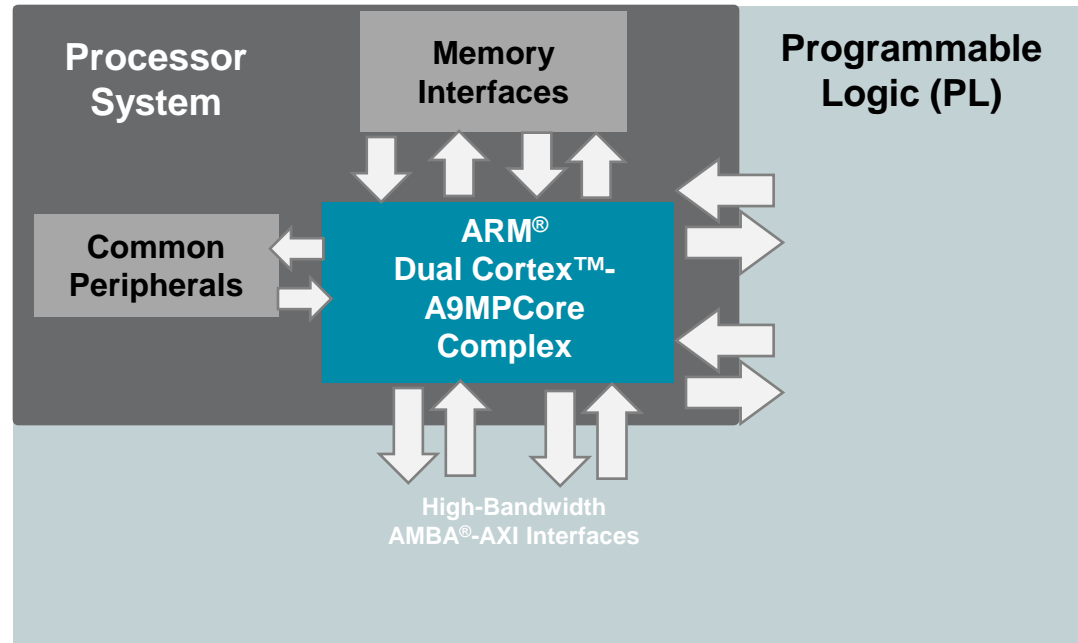 Processor
System
Memory
Interfaces
Programmable
Logic (PL)
Common
Peripherals
ARM®
Dual Cortex™-
A9MPCore
Complex
High-Bandwidth
AMBA®-AXI Interfaces